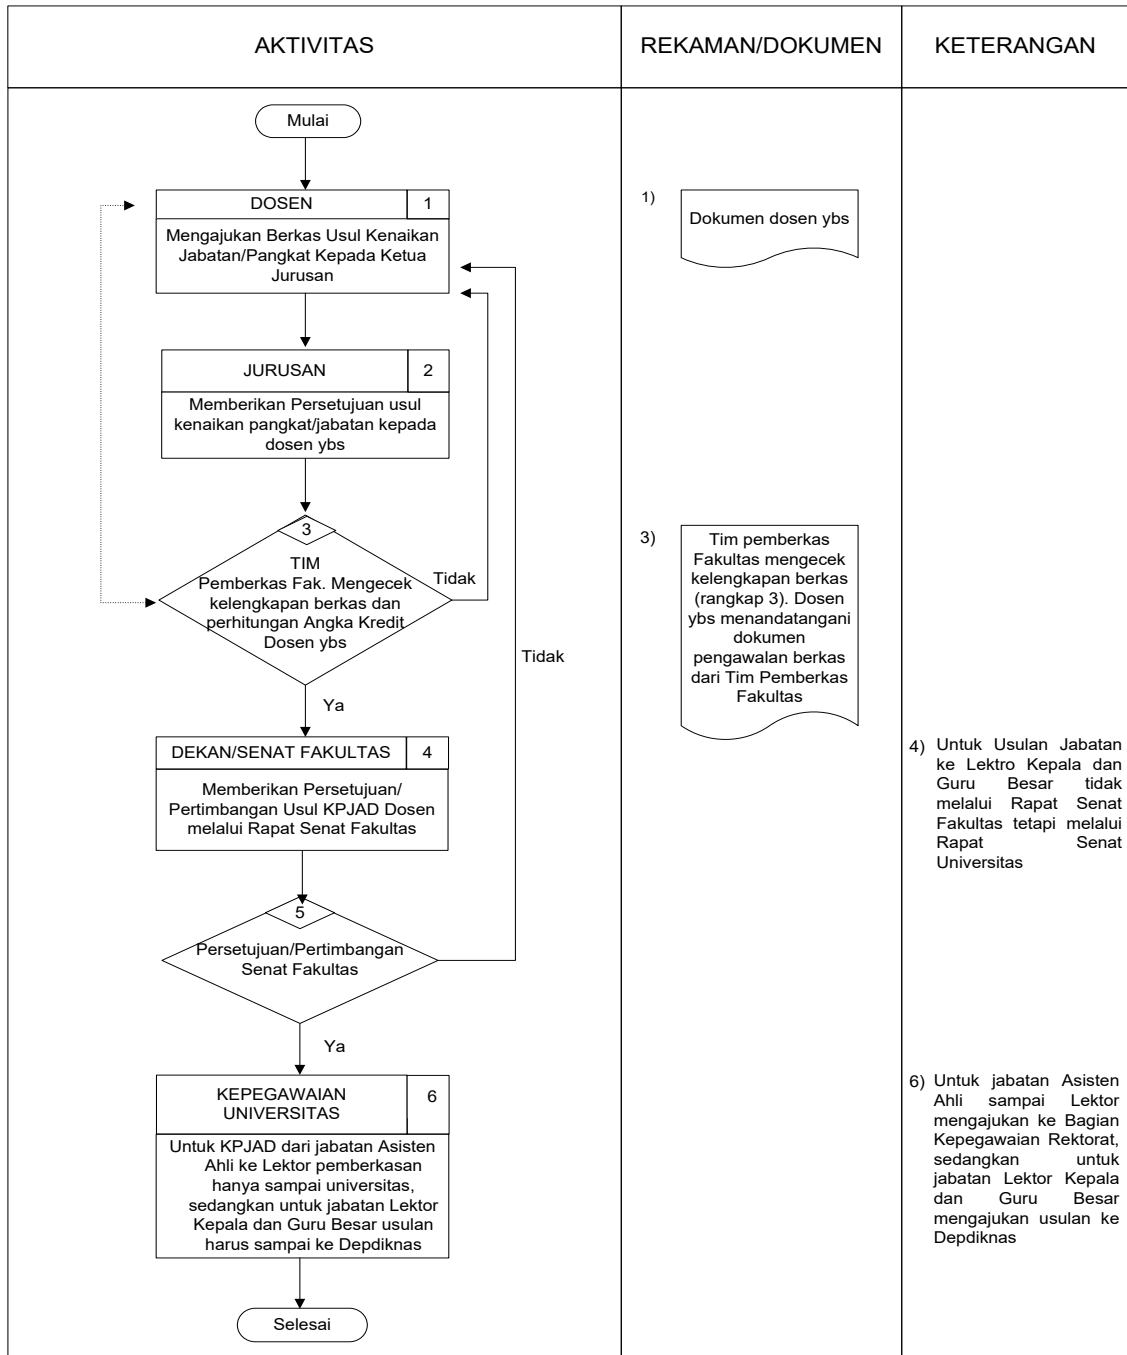 AKTIVITAS
REKAMAN/DOKUMEN
KETERANGAN
Mulai
DOSEN
1
Mengajukan Berkas Usul Kenaikan
Jabatan/Pangkat Kepada Ketua
Jurusan
1)
Dokumen dosen ybs
JURUSAN
2
Memberikan Persetujuan usul
kenaikan pangkat/jabatan kepada
dosen ybs
3
TIM
Pemberkas Fak. Mengecek
kelengkapan berkas dan
perhitungan Angka Kredit
Dosen ybs
Tidak
Tidak
Ya
3)
Tim pemberkas
Fakultas mengecek
kelengkapan berkas
(rangkap 3). Dosen
ybs menandatangani
dokumen
pengawalan berkas
dari Tim Pemberkas
Fakultas
DEKAN/SENAT FAKULTAS
4
Memberikan Persetujuan/
Pertimbangan Usul KPJAD Dosen
melalui Rapat Senat Fakultas
4)
Untuk Usulan Jabatan
ke Lektro Kepala dan
Guru Besar tidak
melalui Rapat Senat
Fakultas tetapi melalui
Rapat Senat
Universitas
5
Persetujuan/Pertimbangan
Senat Fakultas
Ya
KEPEGAWAIAN
UNIVERSITAS
6
Untuk KPJAD dari jabatan Asisten
Ahli ke Lektor pemberkasan
hanya sampai universitas,
sedangkan untuk jabatan Lektor
Kepala dan Guru Besar usulan
harus sampai ke Depdiknas
6)
Untuk jabatan Asisten
Ahli sampai Lektor
mengajukan ke Bagian
Kepegawaian Rektorat,
sedangkan untuk
jabatan Lektor Kepala
dan Guru Besar
mengajukan usulan ke
Depdiknas
Selesai